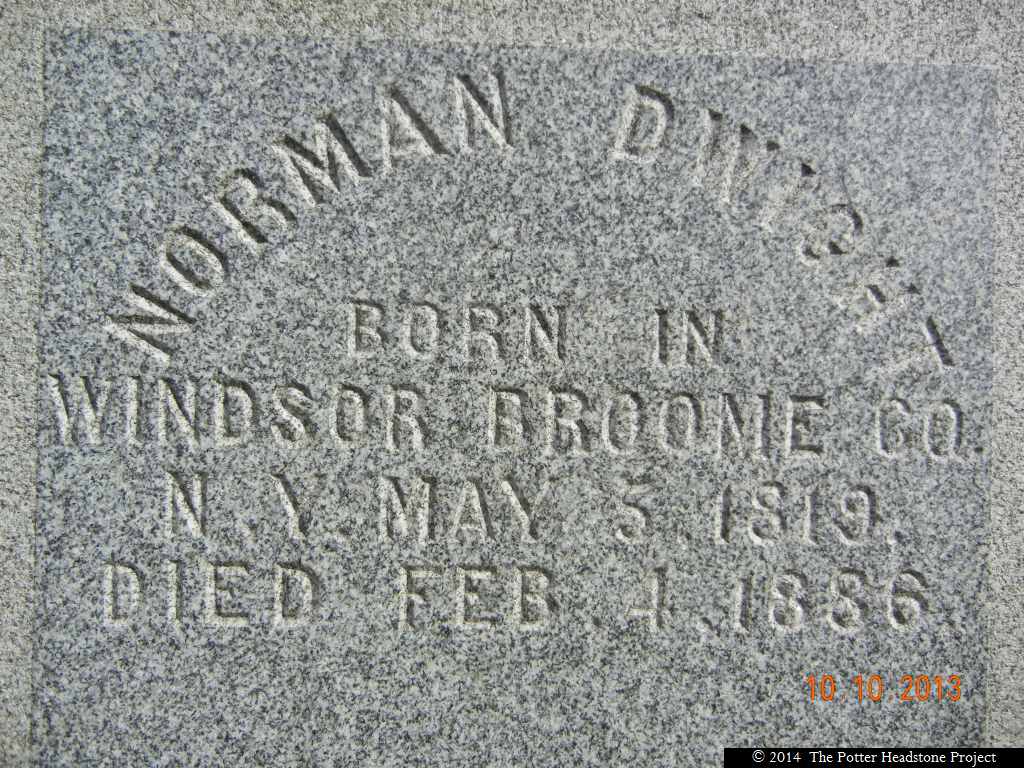 NORMAN DWIGHT
BORN IN
WINDSOR BROOME CO.
N.Y. MAY 5, 1819.
DIED FEB. 4, 1886.
10.10 2013
© 2014 The Potter Headstone Project